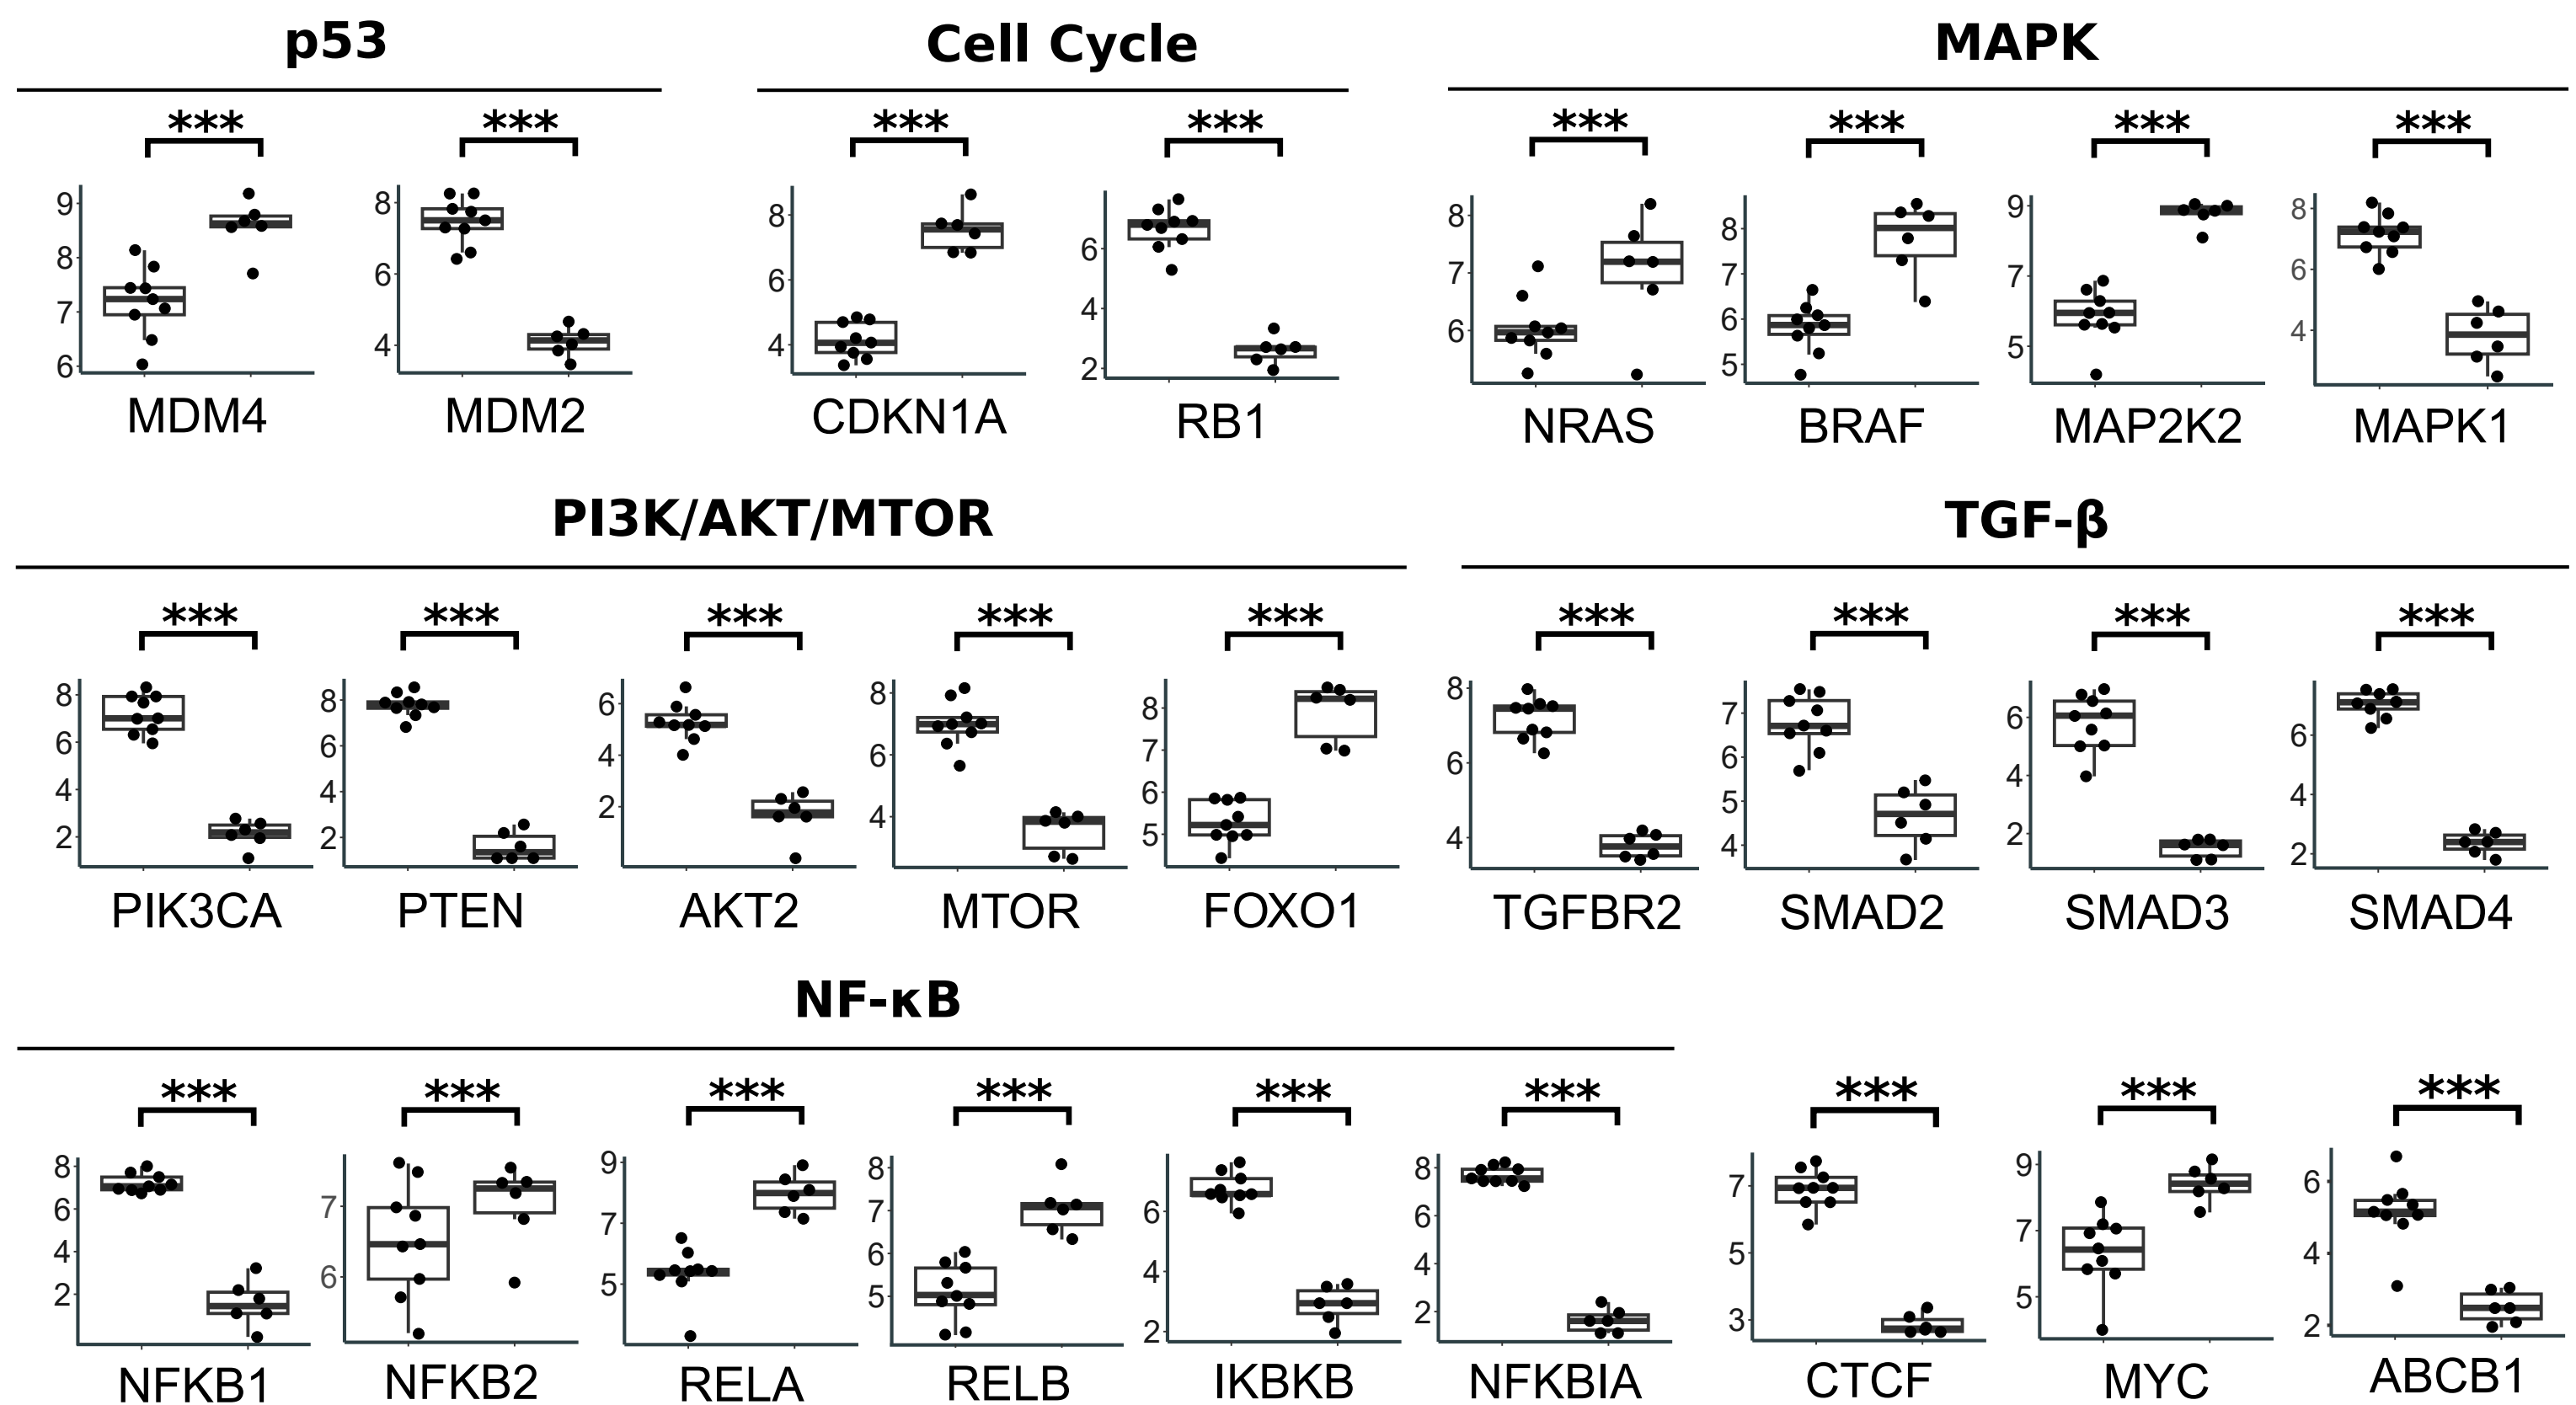 p53 Cell Cycle MAPK
*** *** *** *** *** *** *** ***
9 8 7 6
8 6 4
8 6 4
6 4 2
8 7 6
8 7 6 5
9 7 5
8 6 4
MDM4 MDM2 CDKN1A RB1 NRAS BRAF MAP2K2 MAPK1
PI3K/AKT/MTOR TGF-β
*** *** *** *** *** *** *** *** ***
8 6 4 2
8 6 4 2
6 4 2
8 6 4
8 7 6 5
8 6 4
7 6 5 4
6 4 2
6 4 2
PIK3CA PTEN AKT2 MTOR FOXO1 TGFBR2 SMAD2 SMAD3 SMAD4
NF-κB
*** *** *** *** *** *** *** *** ***
8 6 4 2
7 6
9 7 5
8 7 6 5
6 4 2
8 6 4 2
7 5 3
9 7 5
6 4 2
NFKB1 NFKB2 RELA RELB IKBKB NFKBIA CTCF MYC ABCB1